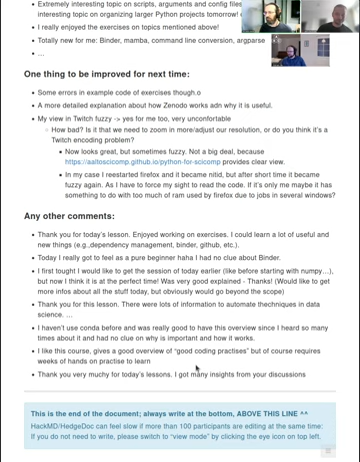 Extremely interesting topic on scripts, arguments and config files
interesting topic on organizing larger Python projects tomorrow!
I really enjoyed the exercises on topics mentioned above!
Totally new for me: Binder, mamba, command line conversion, argparse
...
One thing to be improved for next time:
Some errors in example code of exercises though.o
A more detailed explanation about how Zenodo works adn why it is useful.
My view in Twitch fuzzy -> yes for me too, very unconfortable
How bad? Is it that we need to zoom in more/adjust our resolution, or do you think it's a
Twitch encoding problem?
Now looks great, but sometimes fuzzy. Not a big deal, because
https://aaltoscicomp.github.io/python-for-scicomp provides clear view.
In my case I reestarted firefox and it became nitid, but after short time it became
fuzzy again. As I have to force my sight to read the code. If it's only me maybe it has
something to do with too much of ram used by firefox due to jobs in several windows?
Any other comments:
Thank you for today's lesson. Enjoyed working on exercises. I could learn a lot of useful and
new things (e.g.,dependency management, binder, github, etc.).
Today I really got to feel as a pure beginner haha I had no clue about Binder.
I first tought I would like to get the session of today earlier (like before starting with numpy...),
but now I think it is at the perfect time! Was very good explained - Thanks! (Would like to get
more infos about all the stuff today, but obviously would go beyond the scope)
Thank you for this lesson. There were lots of information to automate thechniques in data
science. ...
I haven't use conda before and was really good to have this overview since I heard so many
times about it and had no clue on why is important and how it works.
I like this course, gives a good overview of "good coding practises" but of course requires
weeks of hands on practise to learn
Thank you very muchy for today's lessons. I got many insights from your discussions
This is the end of the document; always write at the bottom, ABOVE THIS LINE ^^
HackMD/HedgeDoc can feel slow if more than 100 participants are editing at the same time:
If you do not need to write, please switch to "view mode" by clicking the eye icon on top left.